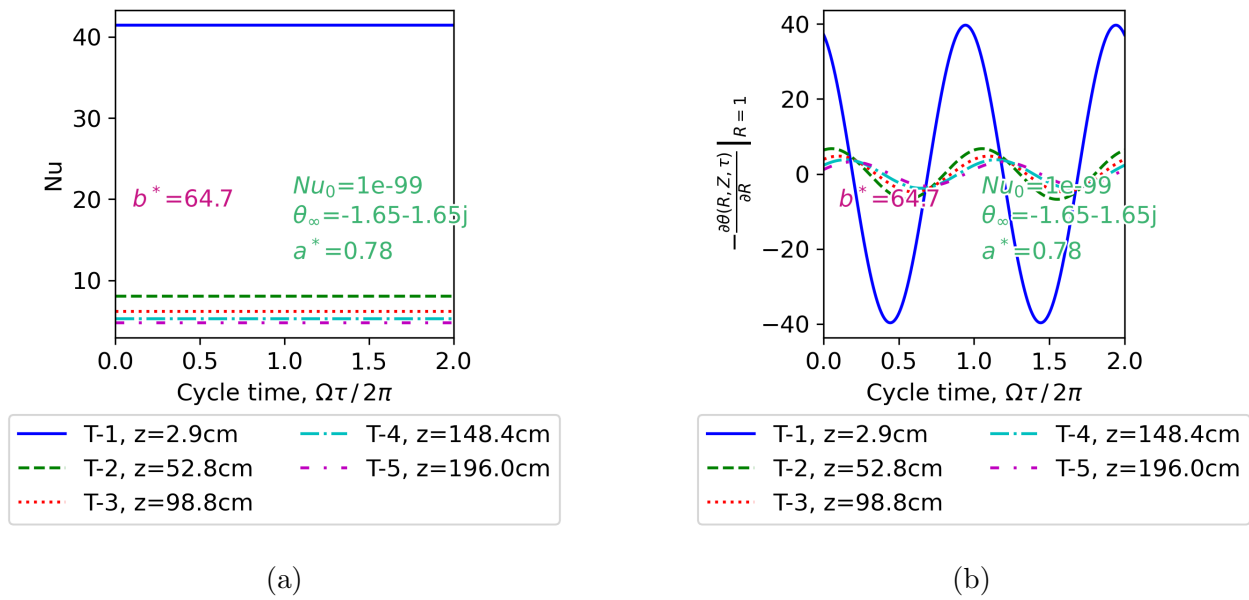 40
30
20
10
Nu
b*=64.7
Nu₀=1e-99
θ∞=-1.65-1.65j
a*=0.78
0.0 0.5 1.0 1.5 2.0
Cycle time, Ωτ/2π
T-1, z=2.9cm
T-2, z=52.8cm
T-3, z=98.8cm
T-4, z=148.4cm
T-5, z=196.0cm
(a)
40
20
0
−20
−40
−∂θ(R, Z, τ)/∂R|R=1
b*=64.7
Nu₀=1e-99
θ∞=-1.65-1.65j
a*=0.78
0.0 0.5 1.0 1.5 2.0
Cycle time, Ωτ/2π
T-1, z=2.9cm
T-2, z=52.8cm
T-3, z=98.8cm
T-4, z=148.4cm
T-5, z=196.0cm
(b)